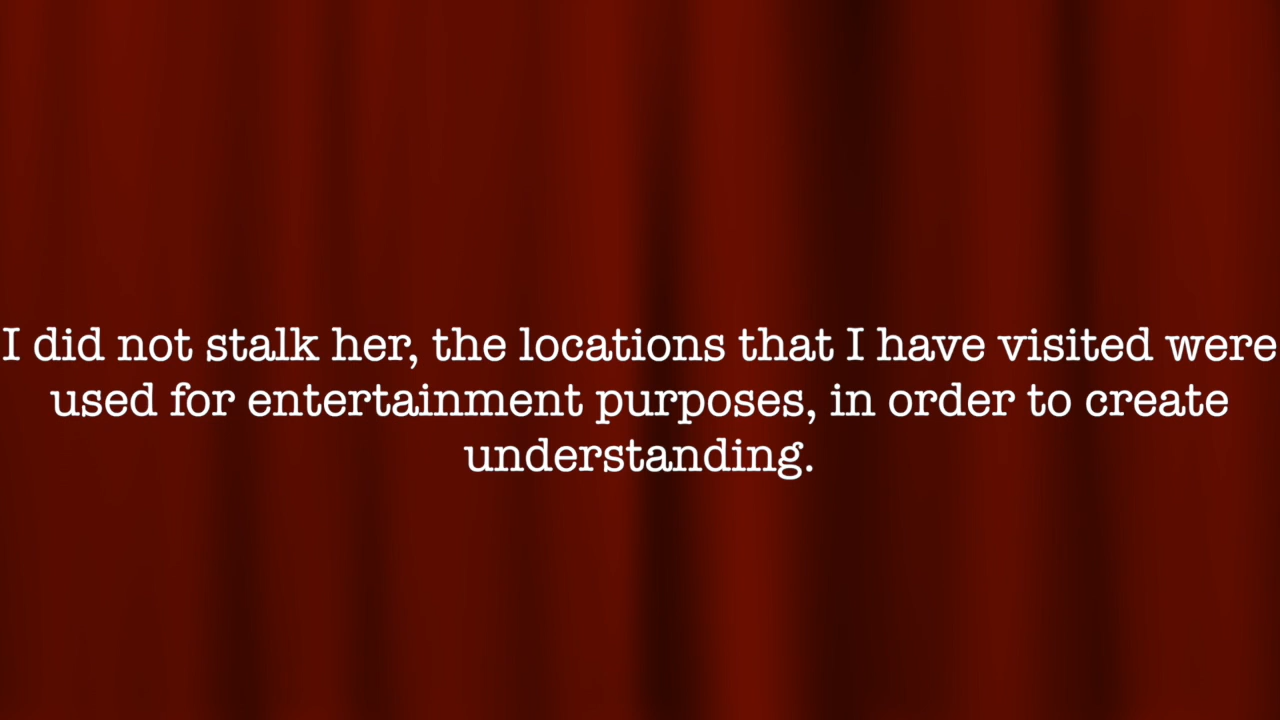 I did not stalk her, the locations that I have visited were
used for entertainment purposes, in order to create
understanding.